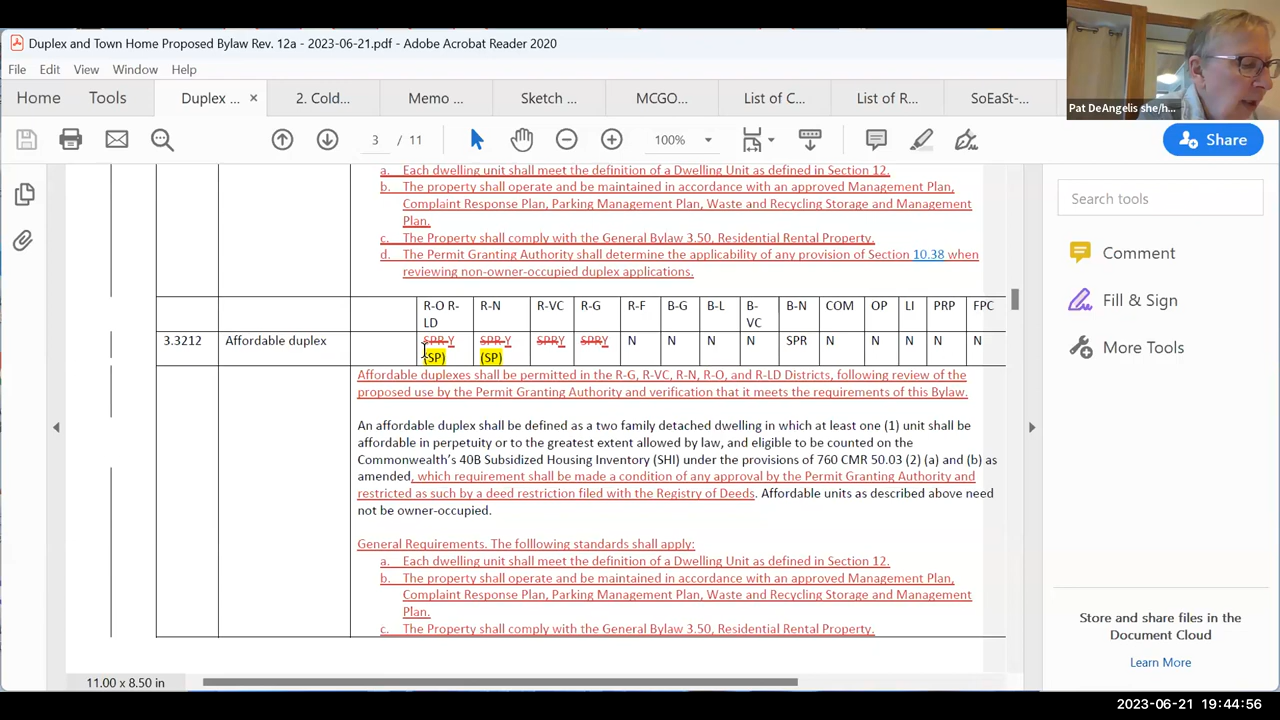 Duplex and Town Home Proposed Bylaw Rev. 12a - 2023-06-21.pdf - Adobe Acrobat Reader 2020
File Edit View Window Help
Home Tools Duplex ... × 2. Cold... Memo ... Sketch ... MCGO... List of C... List of R... SoEaSt-...
Pat DeAngelis she/h...
3 / 11 100% Share
a. Each dwelling unit shall meet the definition of a Dwelling Unit as defined in Section 12.
b. The property shall operate and be maintained in accordance with an approved Management Plan,
Complaint Response Plan, Parking Management Plan, Waste and Recycling Storage and Management
Plan.
c. The Property shall comply with the General Bylaw 3.50, Residential Rental Property.
d. The Permit Granting Authority shall determine the applicability of any provision of Section 10.38 when
reviewing non-owner-occupied duplex applications.
R-O R- R-N R-VC R-G R-F B-G B-L B- B-N COM OP LI PRP FPC
LD VC
3.3212 Affordable duplex SPR Y SPR Y SPRY SPRY N N N N SPR N N N N N
(SP) (SP)
Affordable duplexes shall be permitted in the R-G, R-VC, R-N, R-O, and R-LD Districts, following review of the
proposed use by the Permit Granting Authority and verification that it meets the requirements of this Bylaw.
An affordable duplex shall be defined as a two family detached dwelling in which at least one (1) unit shall be
affordable in perpetuity or to the greatest extent allowed by law, and eligible to be counted on the
Commonwealth's 40B Subsidized Housing Inventory (SHI) under the provisions of 760 CMR 50.03 (2) (a) and (b) as
amended, which requirement shall be made a condition of any approval by the Permit Granting Authority and
restricted as such by a deed restriction filed with the Registry of Deeds. Affordable units as described above need
not be owner-occupied.
General Requirements. The folllowing standards shall apply:
a. Each dwelling unit shall meet the definition of a Dwelling Unit as defined in Section 12.
b. The property shall operate and be maintained in accordance with an approved Management Plan,
Complaint Response Plan, Parking Management Plan, Waste and Recycling Storage and Management
Plan.
c. The Property shall comply with the General Bylaw 3.50, Residential Rental Property.
11.00 x 8.50 in
Search tools
Comment
Fill & Sign
More Tools
Store and share files in the
Document Cloud
Learn More
2023-06-21 19:44:56